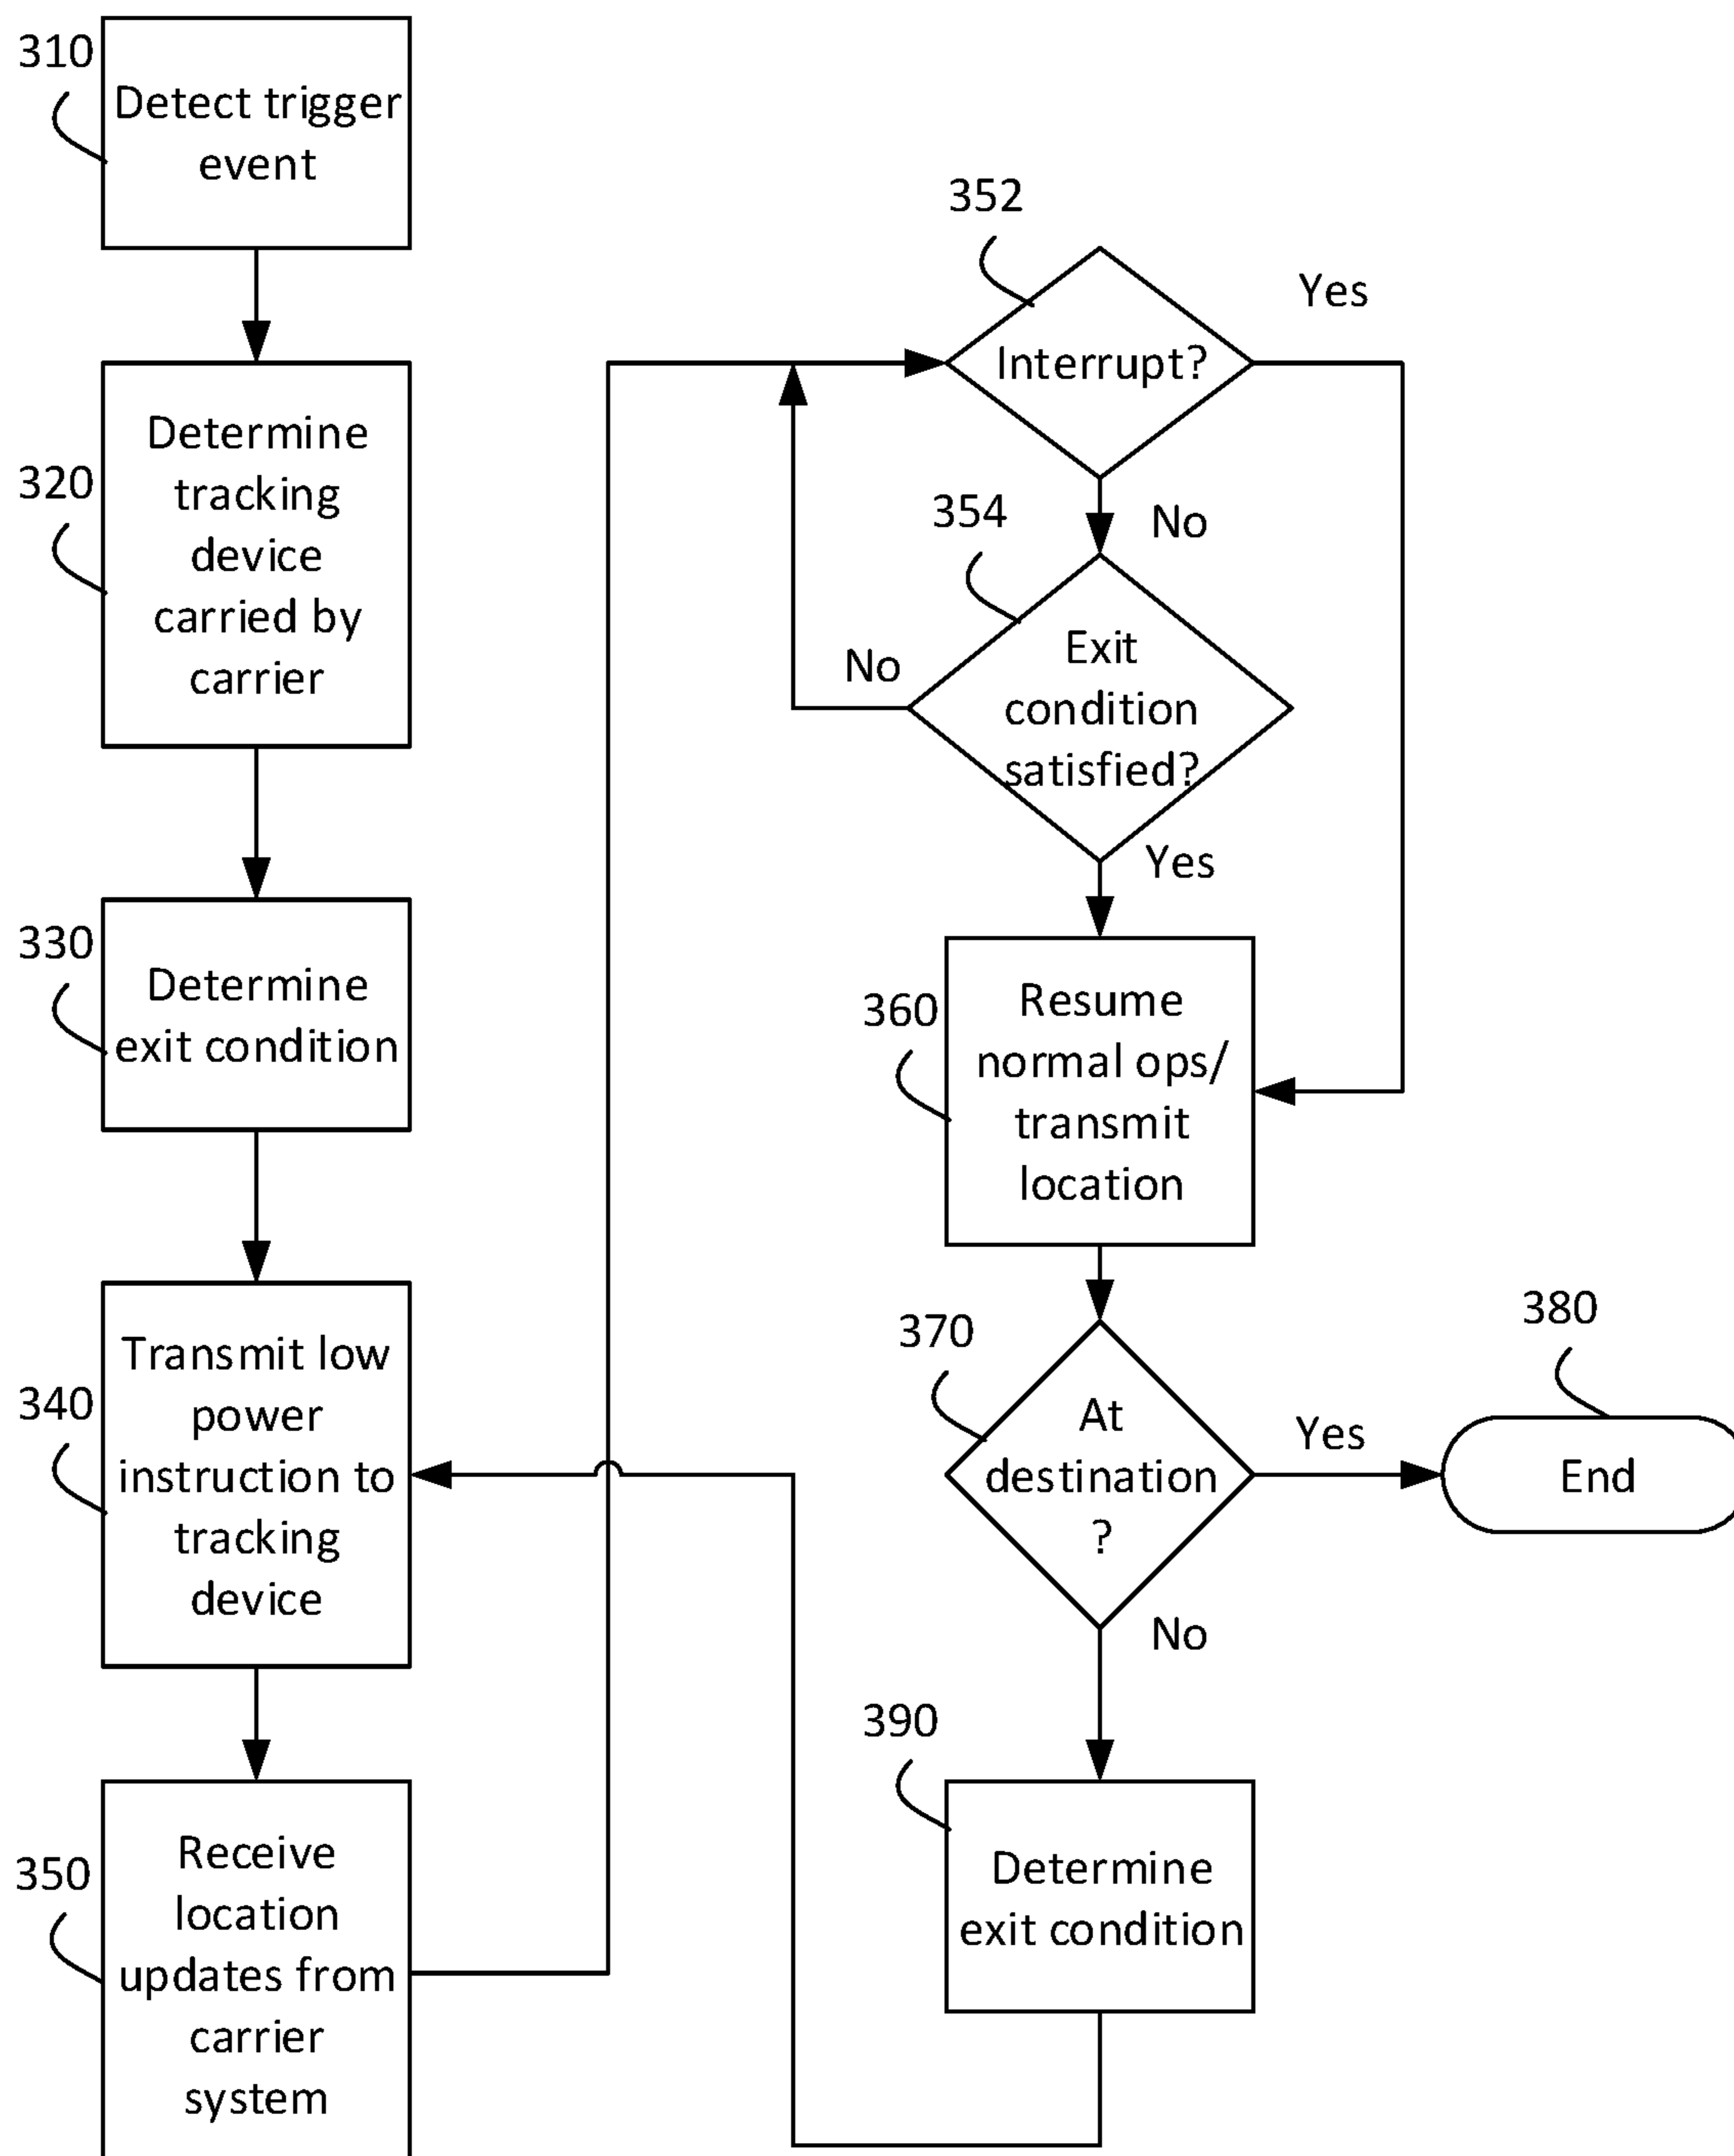 310
Detect trigger
event
320
Determine
tracking
device
carried by
carrier
330
Determine
exit condition
340
Transmit low
power
instruction to
tracking
device
350
Receive
location
updates from
carrier
system
352
Interrupt?
Yes
No
354
Exit
condition
satisfied?
No
Yes
360
Resume
normal ops/
transmit
location
370
At
destination
?
Yes
380
End
No
390
Determine
exit condition